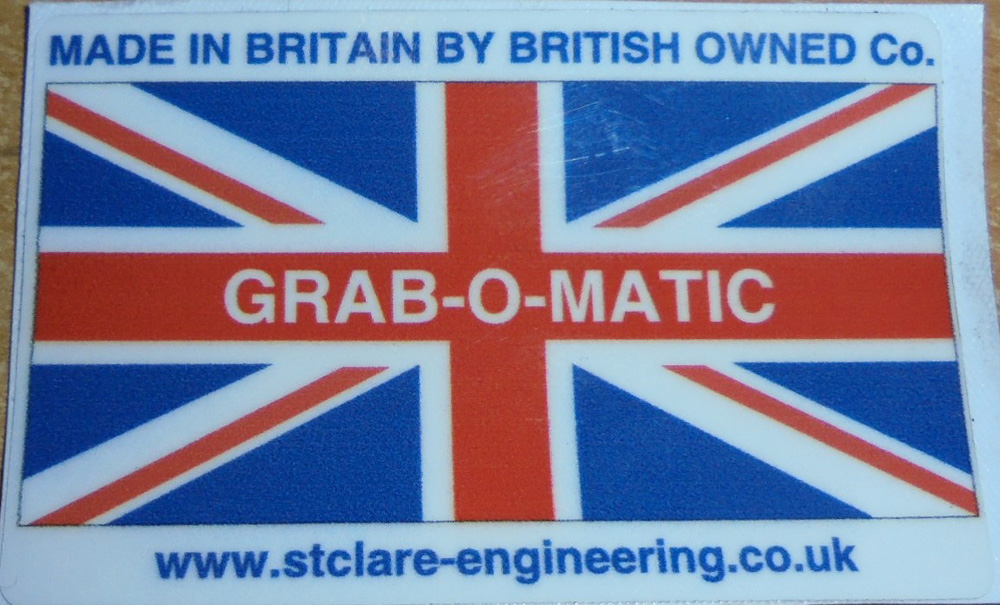 MADE IN BRITAIN BY BRITISH OWNED Co.
GRAB-O-MATIC
www.stclare-engineering.co.uk